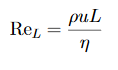 Re_L = ρuL / η